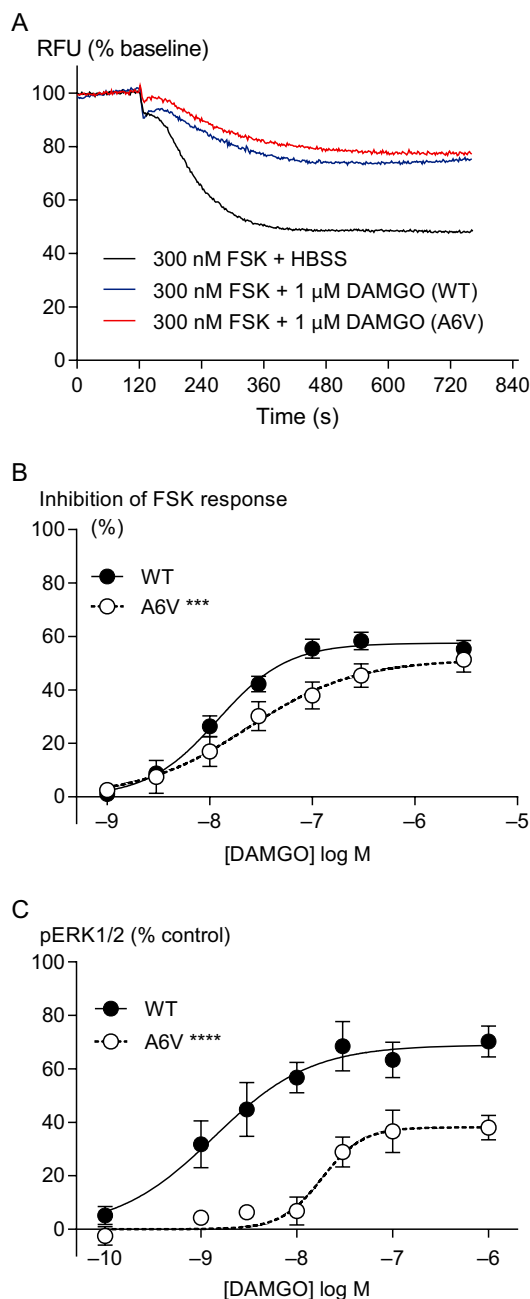 A
RFU (% baseline)
100
80
60
40
20
0
300 nM FSK + HBSS
300 nM FSK + 1 µM DAMGO (WT)
300 nM FSK + 1 µM DAMGO (A6V)
0 120 240 360 480 600 720 840
Time (s)
B
Inhibition of FSK response
(%)
100
80
60
40
20
0
WT
A6V ***
–9 –8 –7 –6 –5
[DAMGO] log M
C
pERK1/2 (% control)
100
80
60
40
20
0
WT
A6V ****
–10 –9 –8 –7 –6
[DAMGO] log M